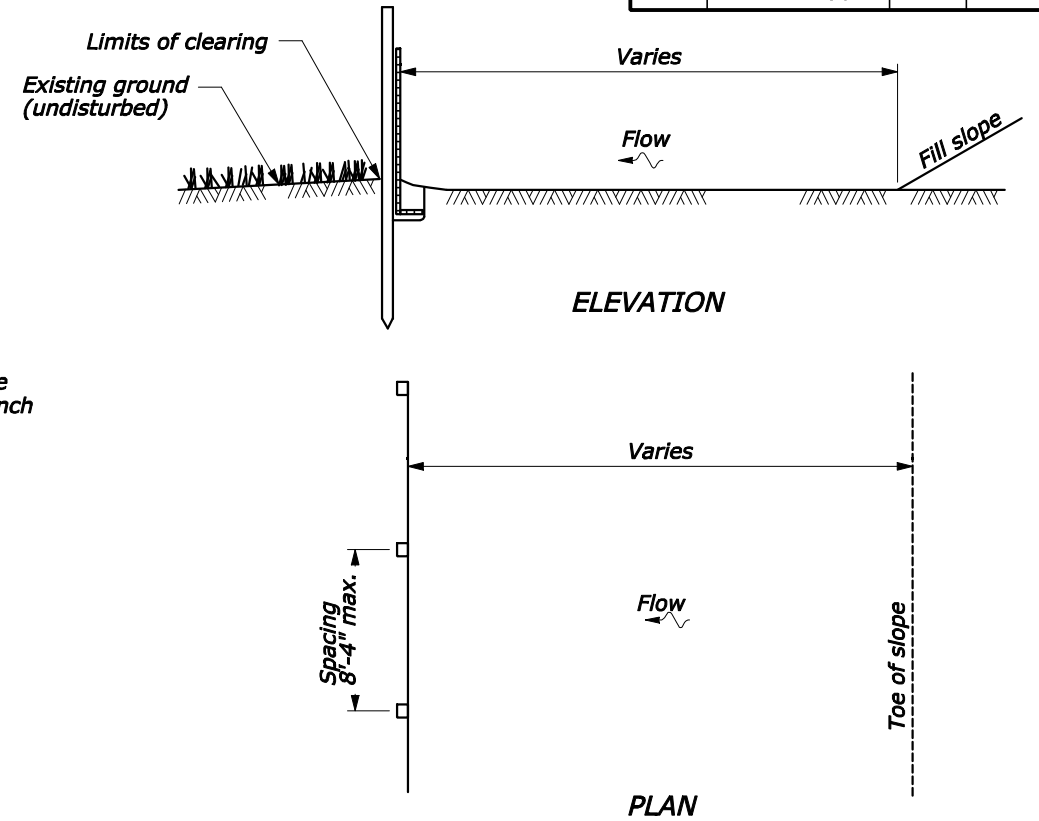 Limits of clearing
Existing ground
(undisturbed)
Varies
Flow
Fill slope
ELEVATION
nch
Varies
Spacing
8'-4" max.
Flow
Toe of slope
PLAN